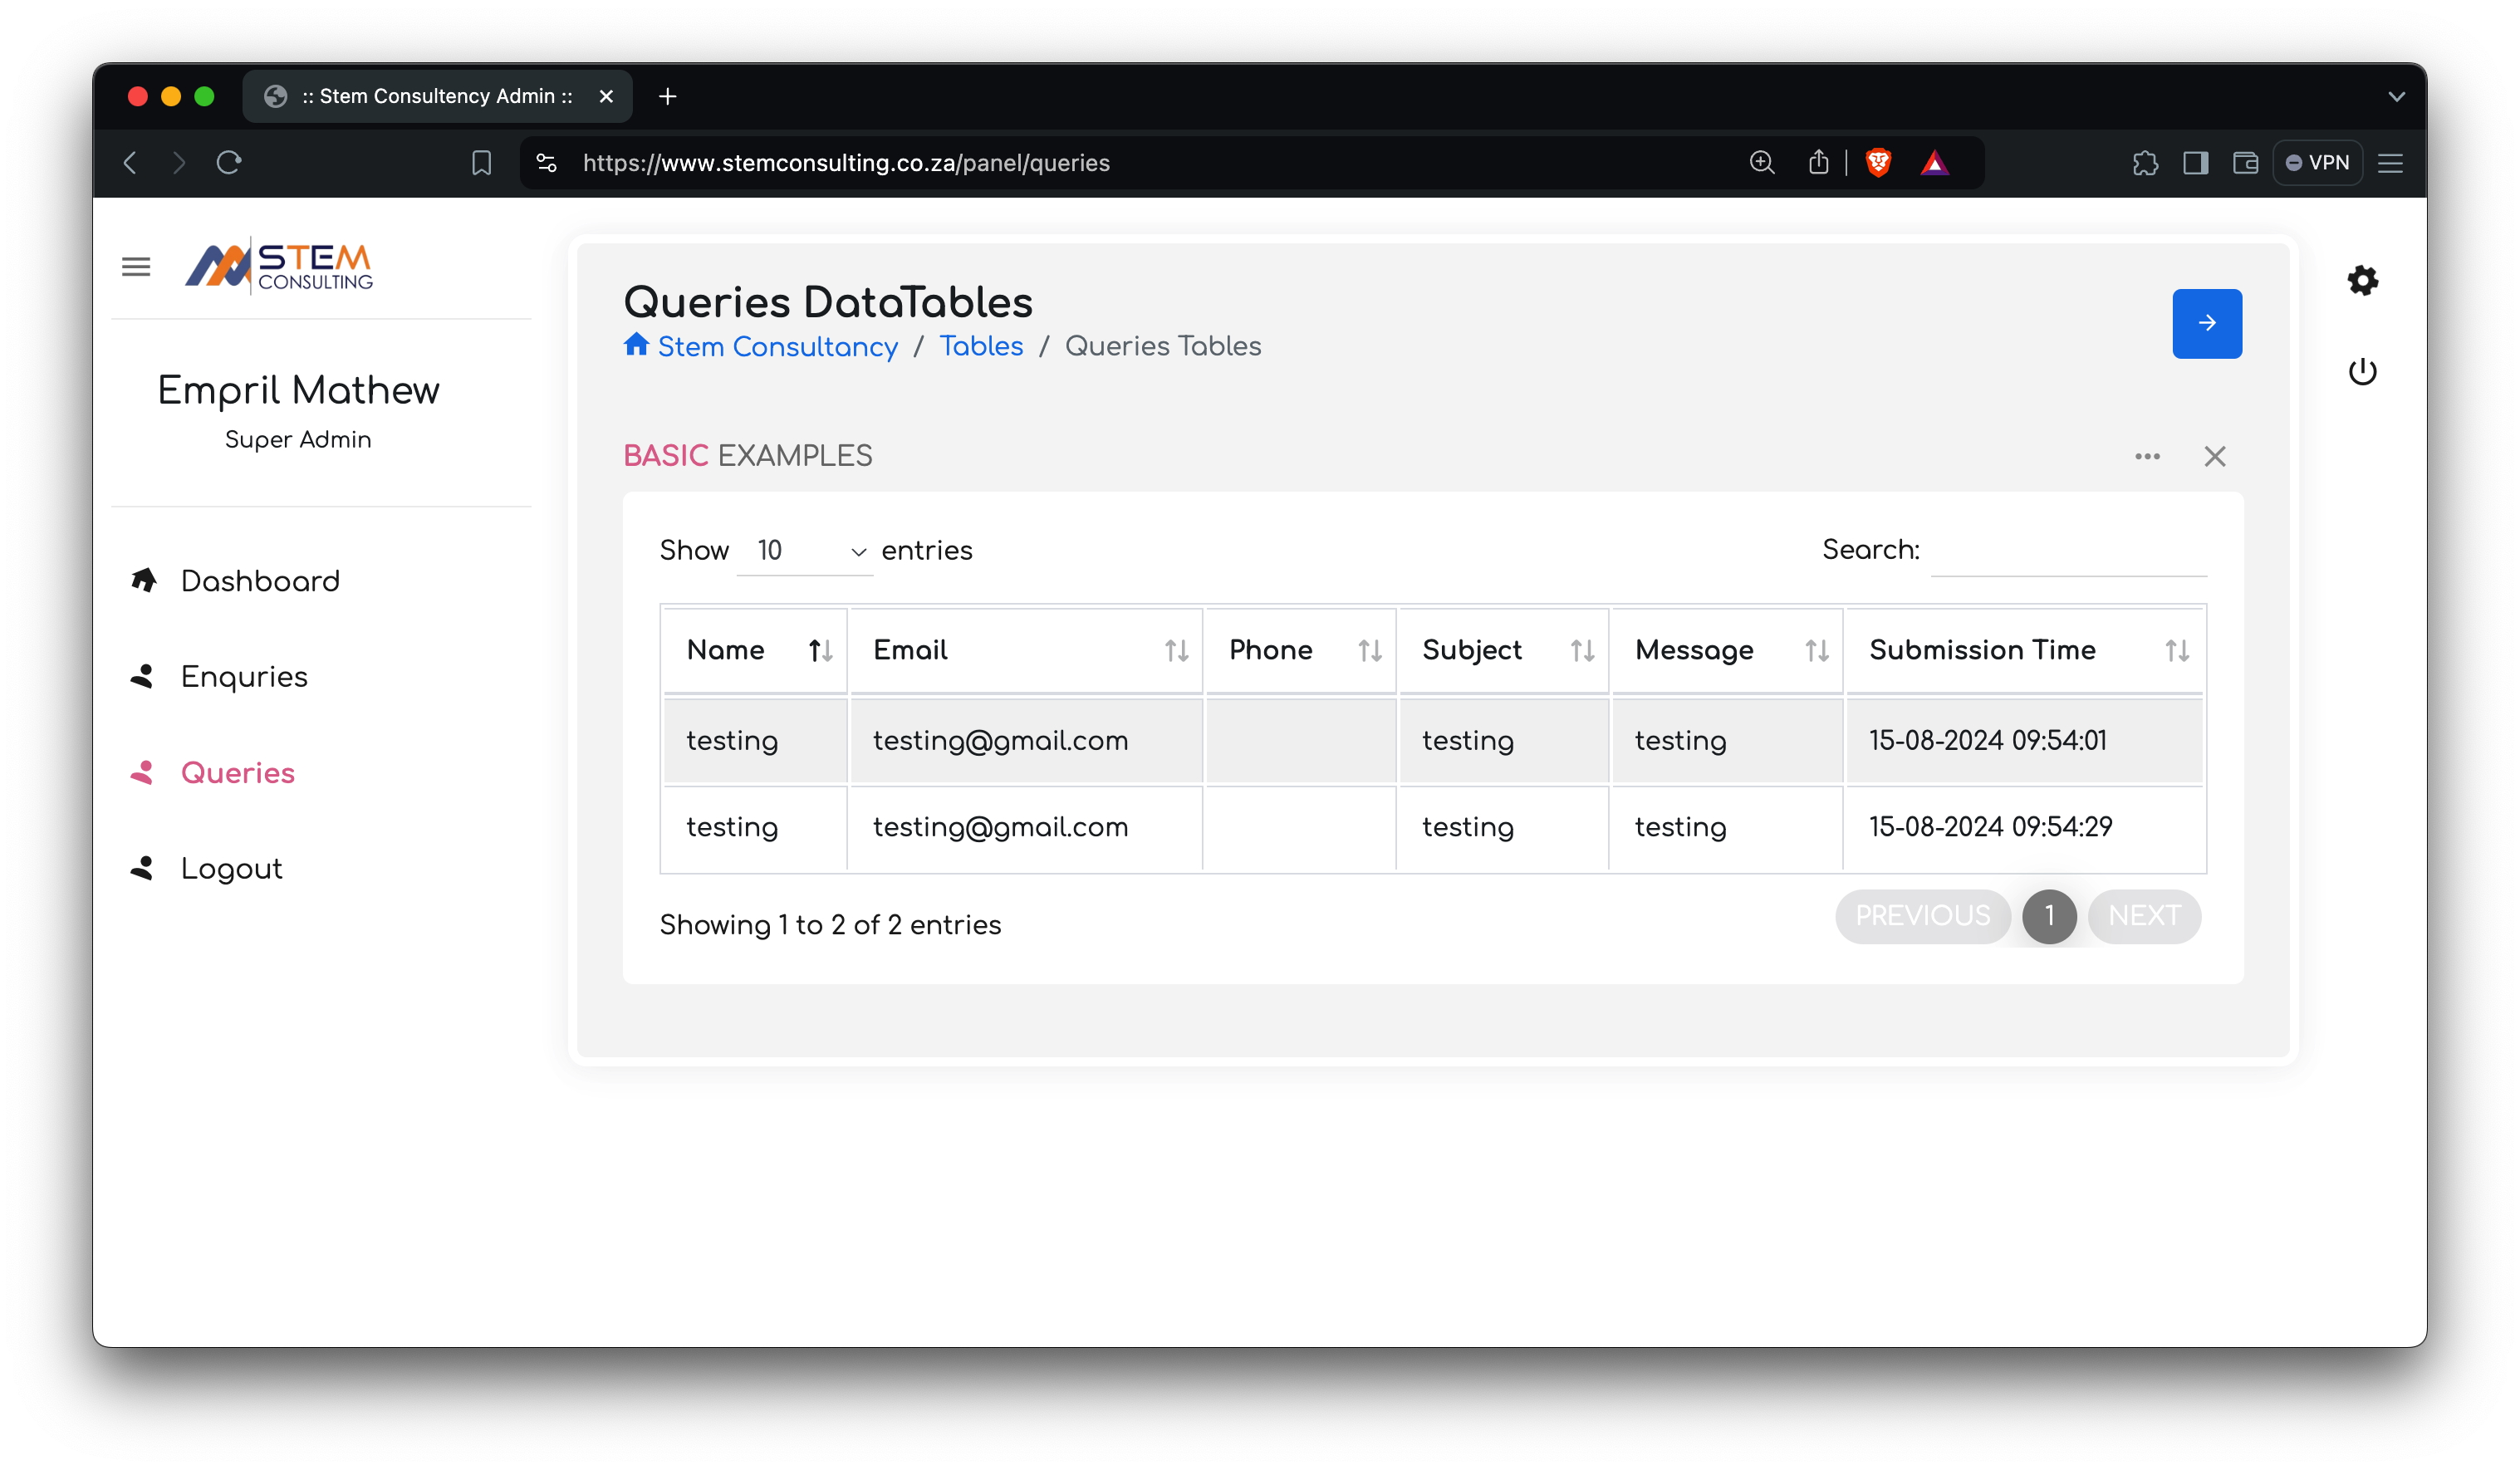 :: Stem Consultency Admin ::
https://www.stemconsulting.co.za/panel/queries
VPN
STEM
CONSULTING
Empril Mathew
Super Admin
Dashboard
Enquries
Queries
Logout
Queries DataTables
Stem Consultancy / Tables / Queries Tables
BASIC EXAMPLES
Show 10 entries
Search:
Name Email Phone Subject Message Submission Time
testing testing@gmail.com testing testing 15-08-2024 09:54:01
testing testing@gmail.com testing testing 15-08-2024 09:54:29
Showing 1 to 2 of 2 entries
PREVIOUS 1 NEXT